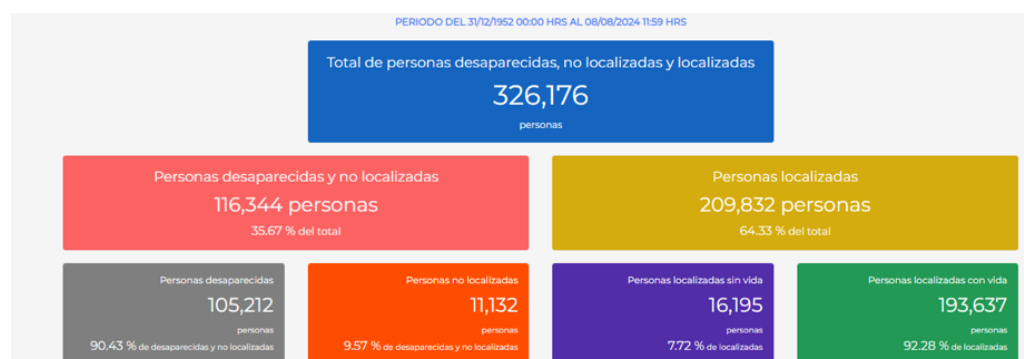 PERIODO DEL 31/12/1952 00:00 HRS AL 08/08/2024 11:59 HRS
Total de personas desaparecidas, no localizadas y localizadas
326,176
personas
Personas desaparecidas y no localizadas
116,344 personas
35.67 % del total
Personas localizadas
209,832 personas
64.33 % del total
Personas desaparecidas
105,212
personas
90.43 % de desaparecidas y no localizadas
Personas no localizadas
11,132
personas
9.57 % de desaparecidas y no localizadas
Personas localizadas sin vida
16,195
personas
7.72 % de localizadas
Personas localizadas con vida
193,637
personas
92.28 % de localizadas